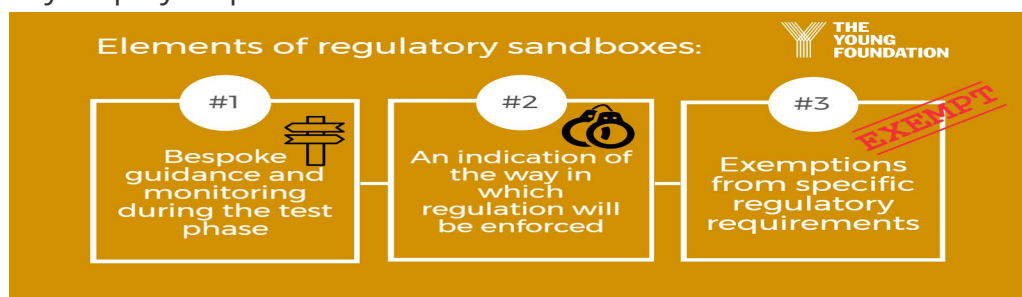 Elements of regulatory sandboxes:
THE
YOUNG
FOUNDATION
#1
Bespoke
guidance and
monitoring
during the test
phase
#2
An indication of
the way in
which
regulation will
be enforced
#3
EXEMPT
Exemptions
from specific
regulatory
requirements